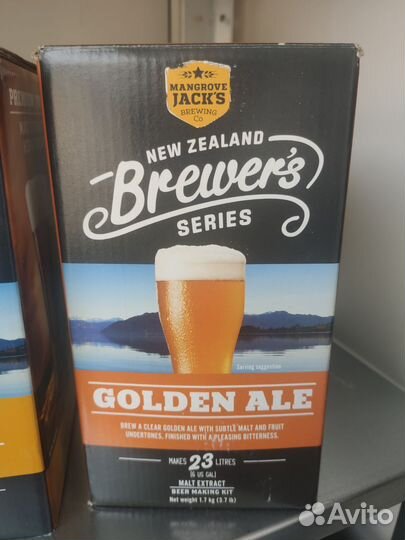 MANGROVE
JACK'S
BREWING
Co
NEW ZEALAND
Brewer's
SERIES
Serving suggestion
GOLDEN ALE
BREW A CLEAR GOLDEN ALE WITH SUBTLE MALT AND FRUIT
UNDERTONES. FINISHED WITH A PLEASING BITTERNESS.
MAKES 23 LITRES
(6 US GAL)
MALT EXTRACT
BEER MAKING KIT
Net weight 1.7 kg (3.7 lb)
Avito